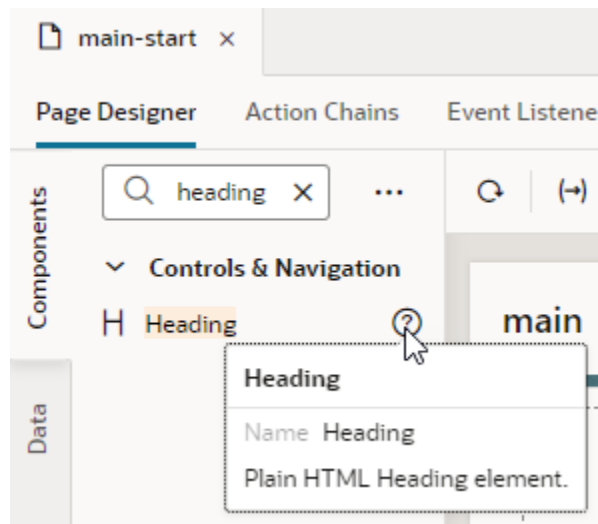 main-start ×
Page Designer Action Chains Event Listene
Components
heading ×
...
Controls & Navigation
H Heading
main
Heading
Name Heading
Plain HTML Heading element.
Data